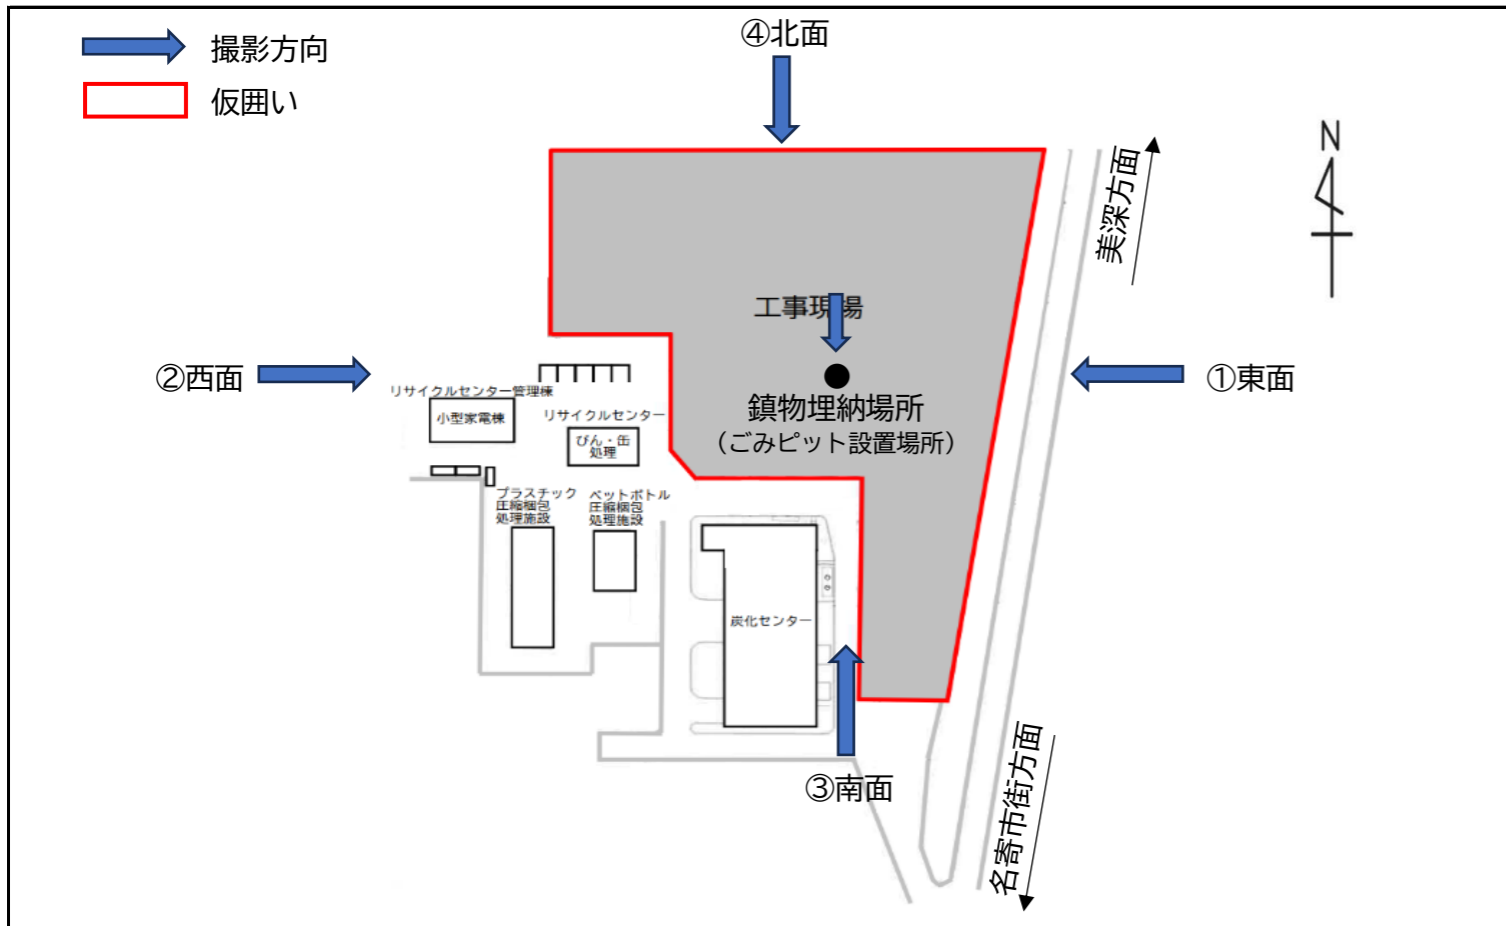 撮影方向
仮囲い
④北面
N
美深方面
工事現場
②西面
①東面
鎮物埋納場所
（ごみピット設置場所）
リサイクルセンター管理棟
小型家電棟
リサイクルセンター
びん・缶
処理
プラスチック
圧縮梱包
処理施設
ペットボトル
圧縮梱包
処理施設
炭化センター
③南面
名寄市街方面